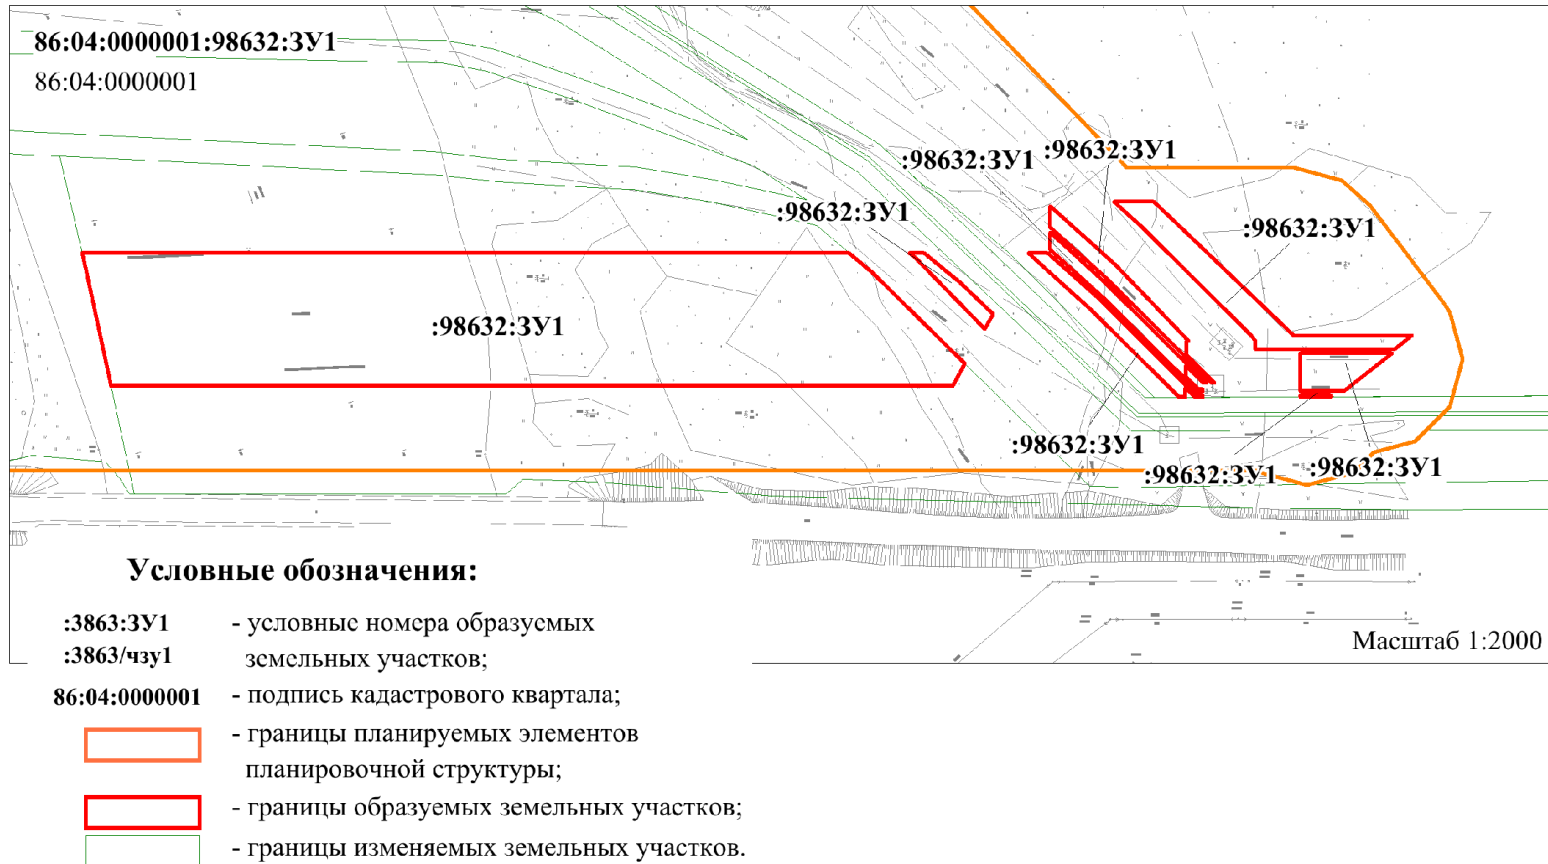 86:04:0000001:98632:ЗУ1
86:04:0000001
:98632:ЗУ1
:98632:ЗУ1
:98632:ЗУ1
:98632:ЗУ1
:98632:ЗУ1
:98632:ЗУ1
:98632:ЗУ1
:98632:ЗУ1
Масштаб 1:2000
Условные обозначения:
:3863:ЗУ1 - условные номера образуемых
:3863/чзу1 земельных участков;
86:04:0000001 - подпись кадастрового квартала;
- границы планируемых элементов
планировочной структуры;
- границы образуемых земельных участков;
- границы изменяемых земельных участков.